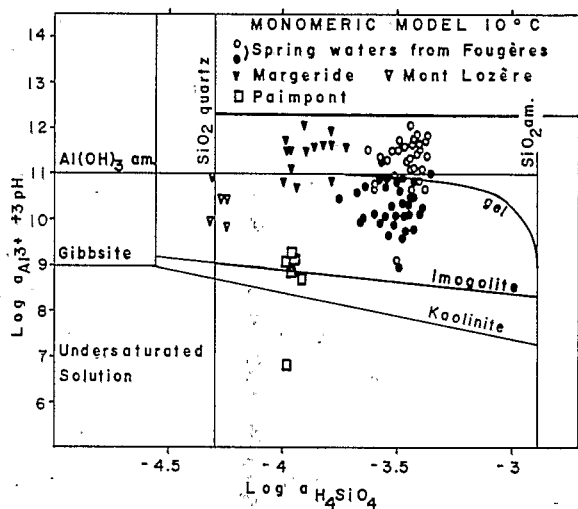 MONOMERIC MODEL 10°C
Spring waters from Fougères
Margeride Mont Lozère
Paimpont
SiO2 quartz
SiO2 am.
Al(OH)3 am
gel
Gibbsite
Imogolite
Kaolinite
Undersaturated
Solution
Log aAl3+ +3pH
14
13
12
11
10
9
8
7
6
-4.5
-4
-3.5
-3
Log aH4SiO4